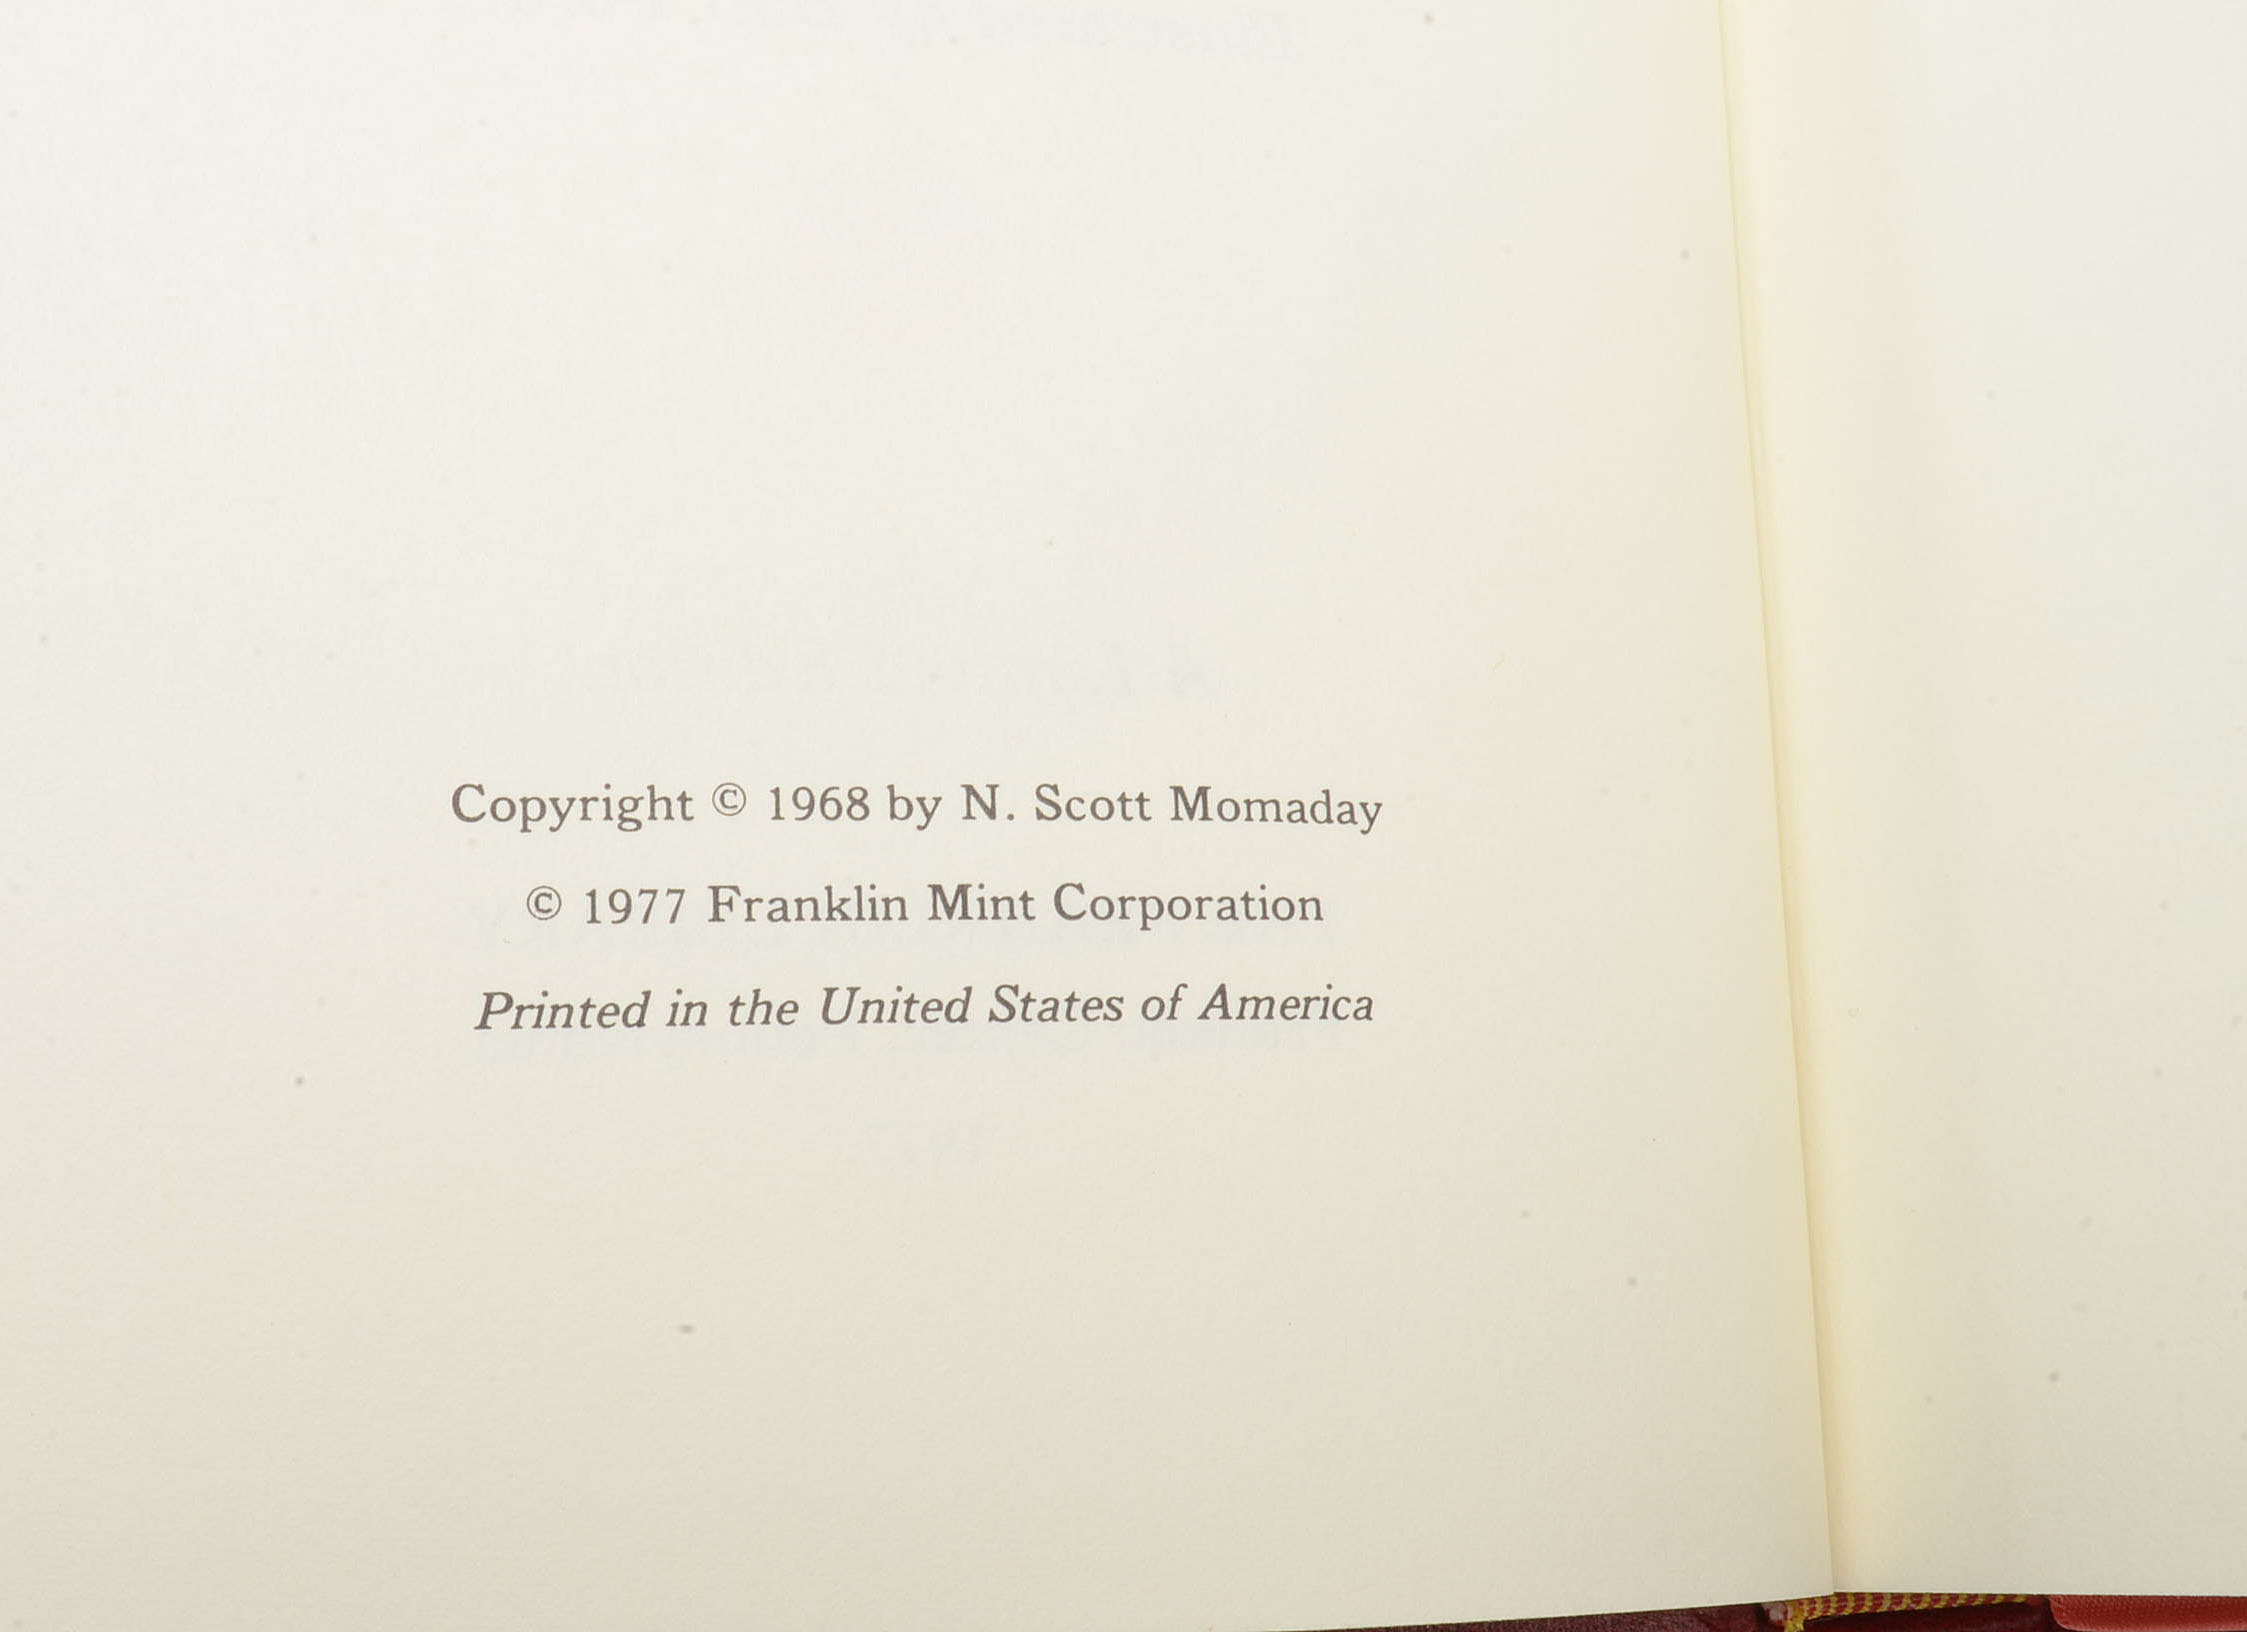 Copyright © 1968 by N. Scott Momaday
© 1977 Franklin Mint Corporation
Printed in the United States of America